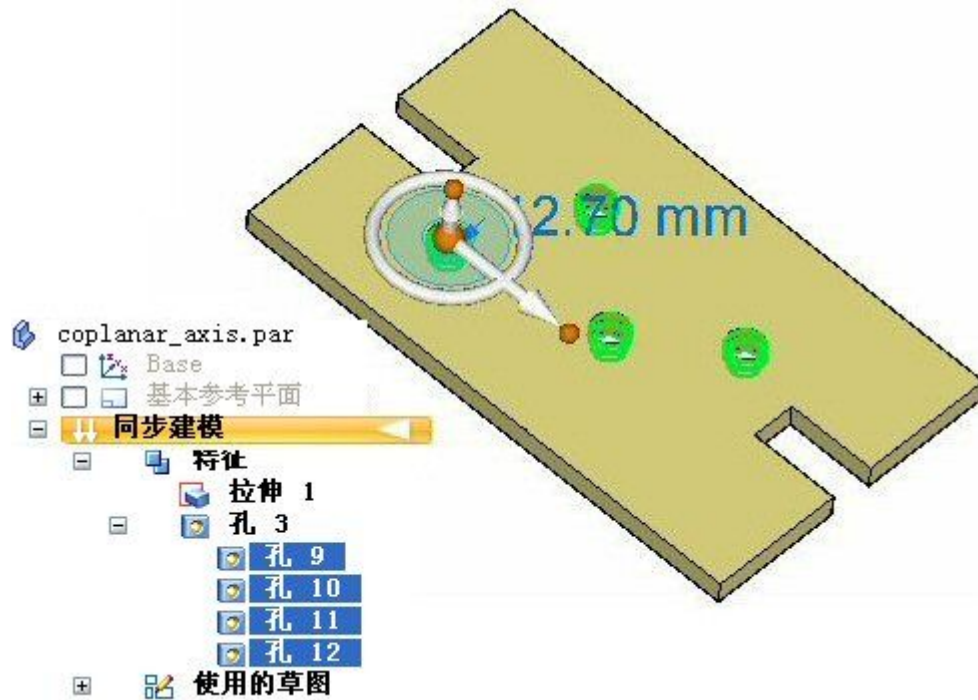 12.70 mm
coplanar_axis.par
Base
基本参考平面
同步建模
特征
拉伸 1
孔 3
孔 9
孔 10
孔 11
孔 12
使用的草图